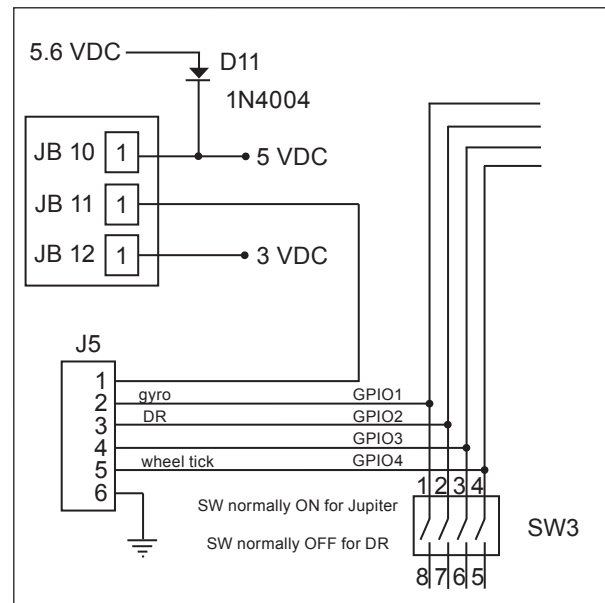 5.6 VDC
D11
1N4004
JB 10 1
5 VDC
JB 11 1
JB 12 1
3 VDC
J5
1
2 gyro GPIO1
3 DR GPIO2
4 GPIO3
5 wheel tick GPIO4
6
1 2 3 4
SW normally ON for Jupiter
SW3
SW normally OFF for DR
8 7 6 5